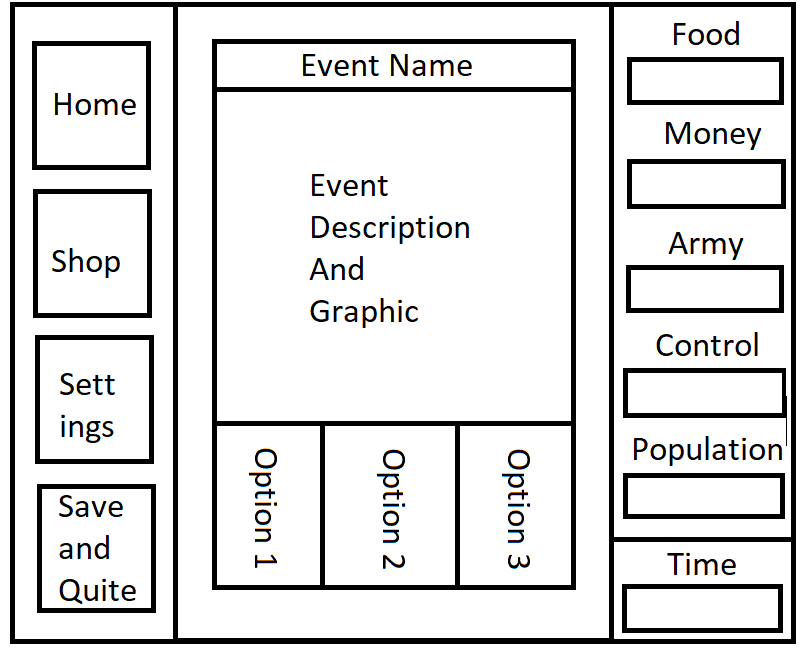 Home
Shop
Sett
ings
Save
and
Quite
Event Name
Event
Description
And
Graphic
Option 1
Option 2
Option 3
Food
Money
Army
Control
Population
Time